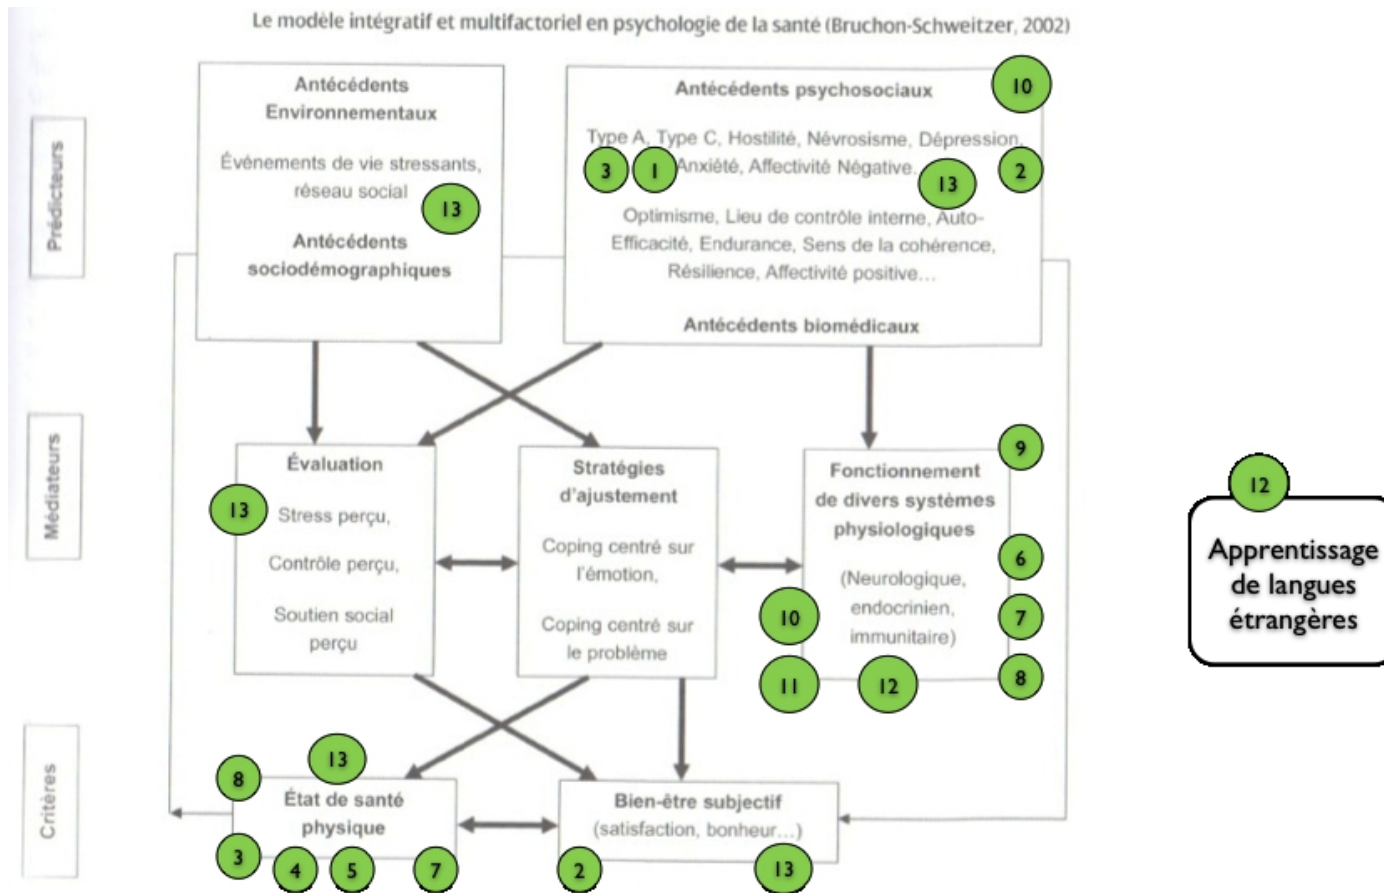 Le modèle intégratif et multifactoriel en psychologie de la santé (Bruchon-Schweitzer, 2002)
Prédicteurs
Antécédents
Environnementaux
Événements de vie stressants,
réseau social
13
Antécédents
sociodémographiques
10
Antécédents psychosociaux
Type A, Type C, Hostilité, Névrosisme, Dépression,
3
1
Anxiété, Affectivité Négative.
13
2
Optimisme, Lieu de contrôle interne, Auto-
Efficacité, Endurance, Sens de la cohérence,
Résilience, Affectivité positive...
Antécédents biomédicaux
Médiateurs
Évaluation
13
Stress perçu,
Contrôle perçu,
Soutien social
perçu
Stratégies
d'ajustement
Coping centré sur
l'émotion,
Coping centré sur
le problème
9
Fonctionnement
de divers systèmes
physiologiques
6
(Neurologique,
endocrinien,
immunitaire)
10
7
11
12
8
12
Apprentissage
de langues
étrangères
Critères
13
8
État de santé
physique
3
4
5
7
Bien-être subjectif
(satisfaction, bonheur...)
2
13